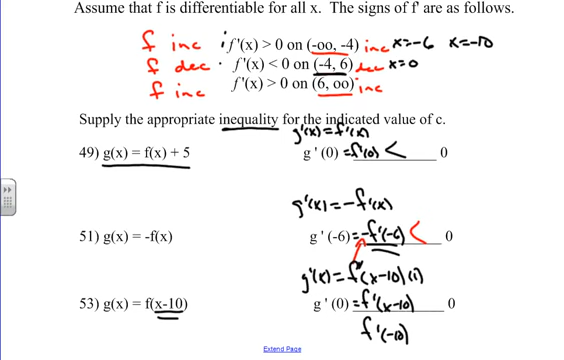 Assume that f is differentiable for all x. The signs of f' are as follows.
f inc f'(x) > 0 on (-oo, -4) inc x=-6 x=-10
f dec · f'(x) < 0 on (-4, 6) dec x=0
f inc f'(x) > 0 on (6, oo) inc
Supply the appropriate inequality for the indicated value of c.
g'(x)=f'(x)
49) g(x) = f(x) + 5 g ' (0) =f'(0) < 0
g'(x)=-f'(x)
51) g(x) = -f(x) g ' (-6) =-f'(-6) < 0
g'(x)=f'(x-10)(1)
53) g(x) = f(x-10) g ' (0) =f'(x-10) 0
f'(-10)
Extend Page